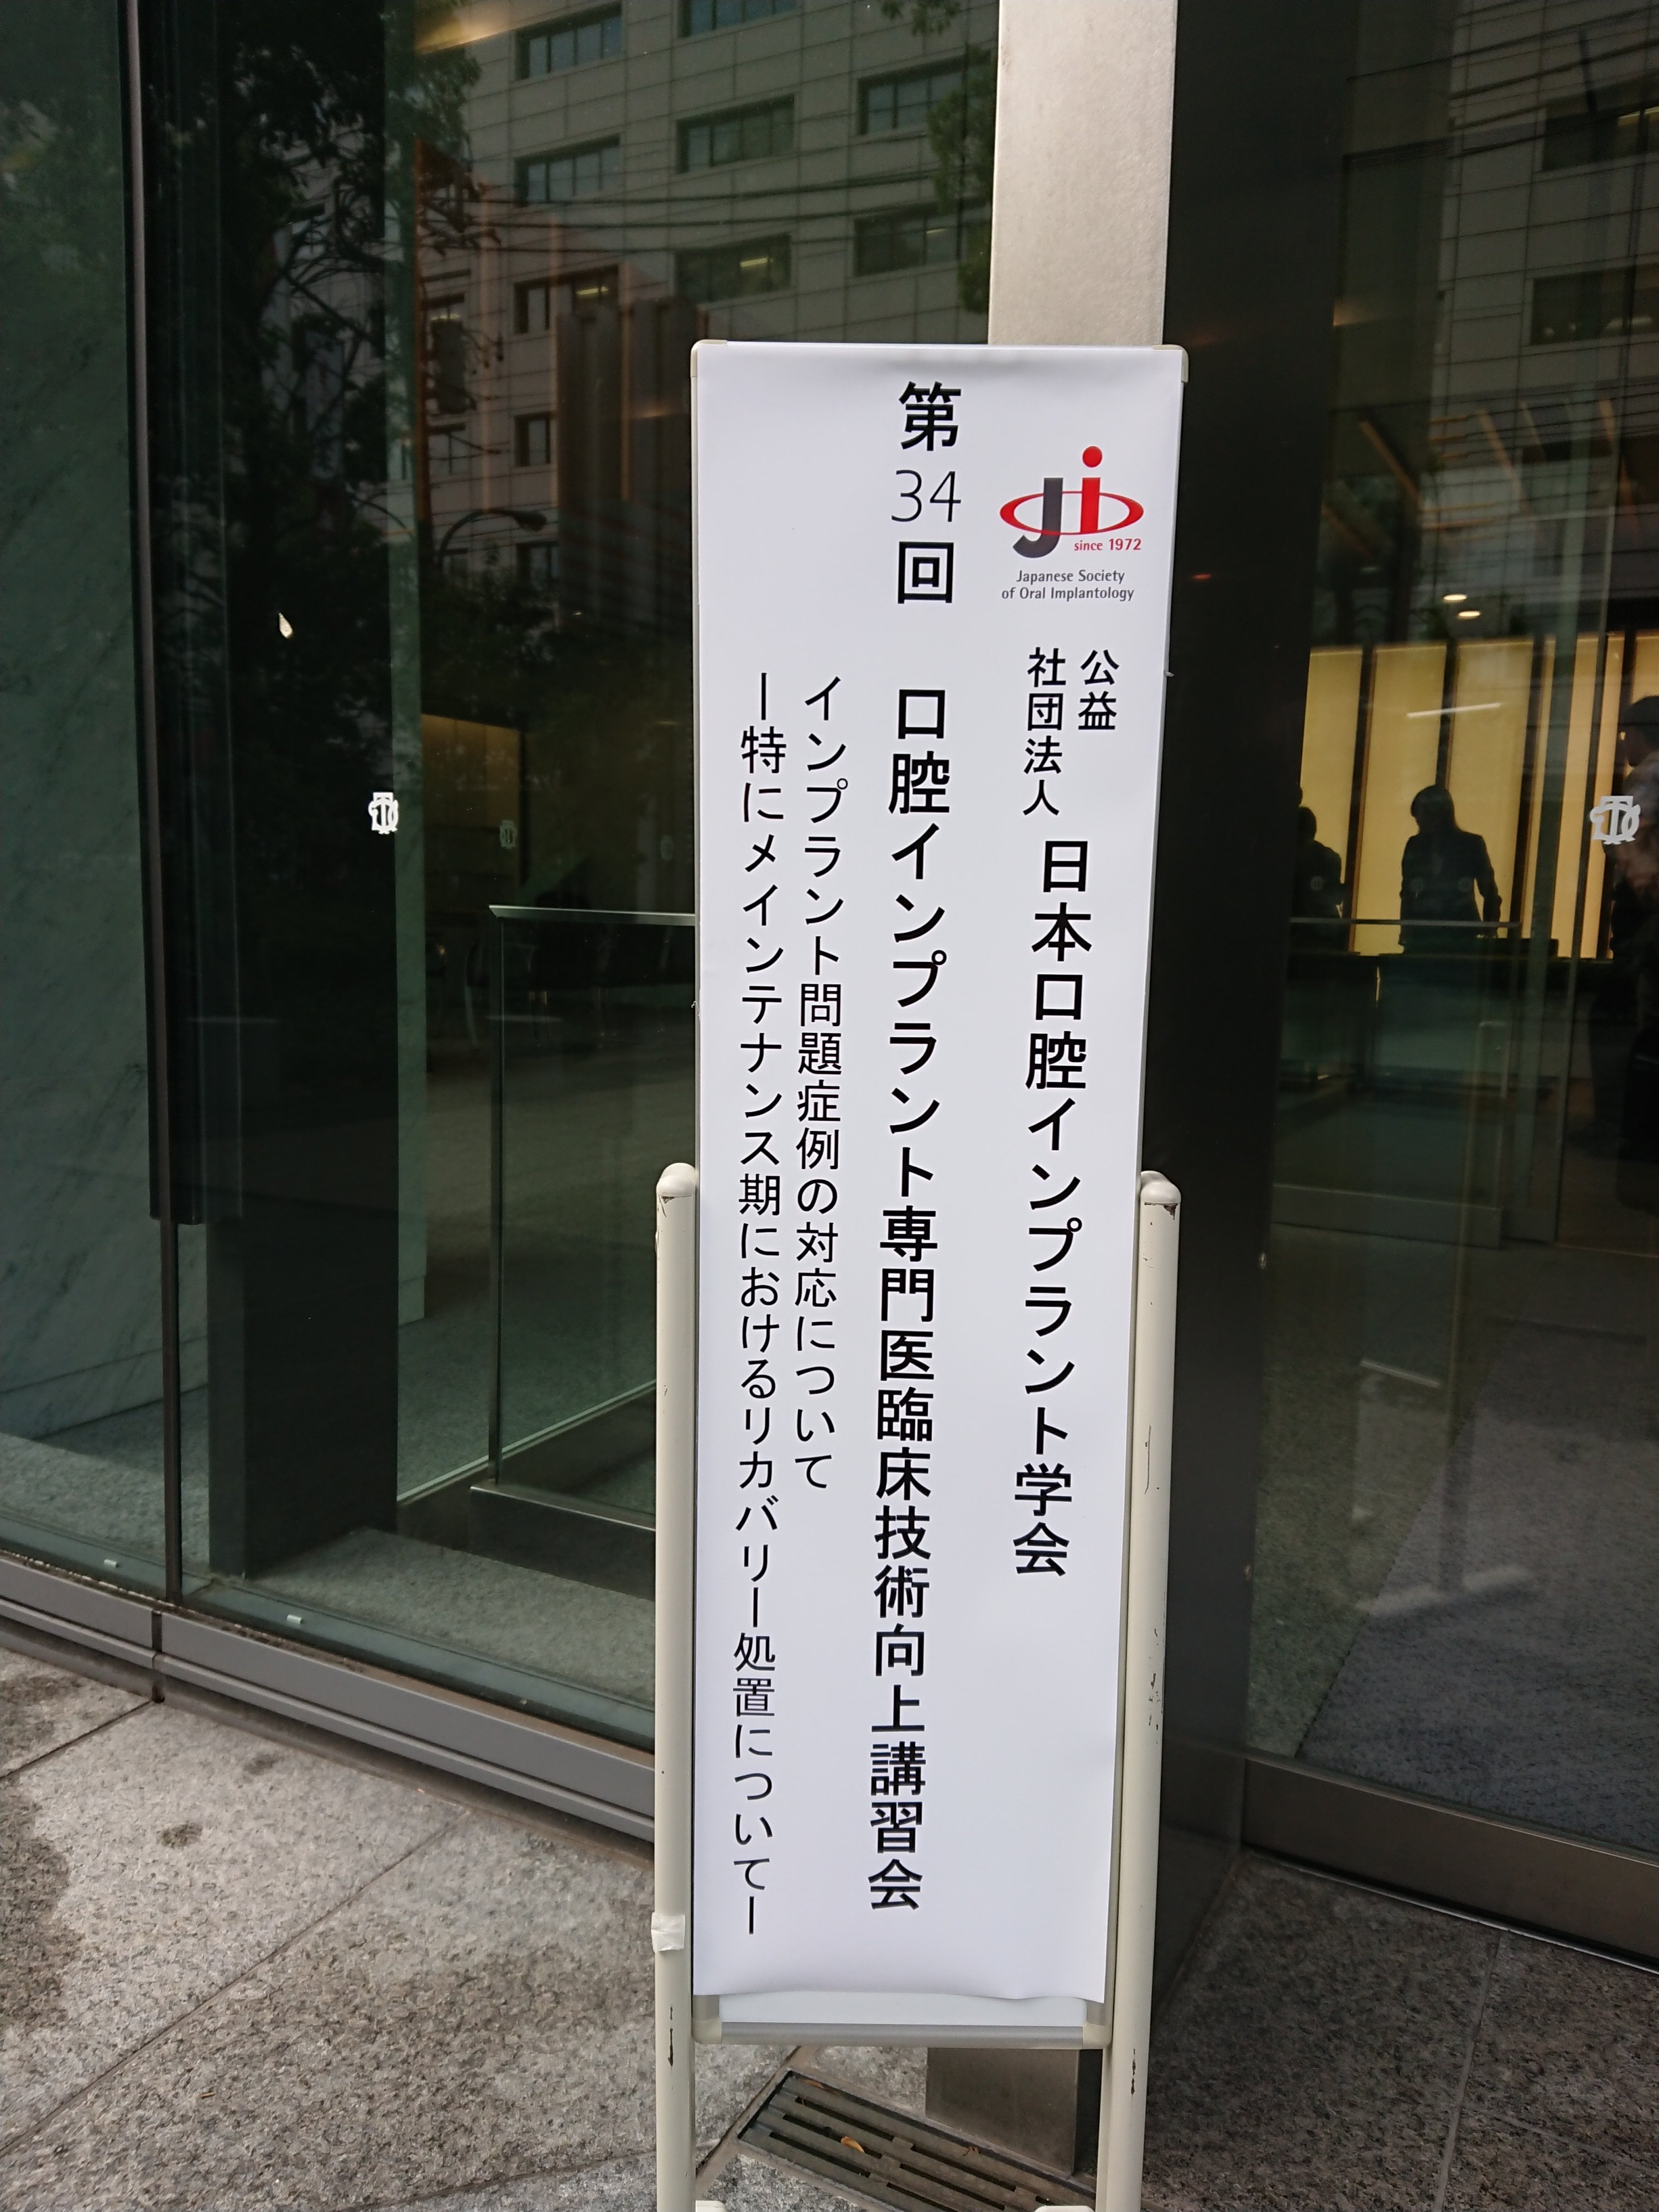 ji
since 1972
Japanese Society
of Oral Implantology
公益
社団法人
日本口腔インプラント学会
第34回 口腔インプラント専門医臨床技術向上講習会
インプラント問題症例の対応について
ー特にメインテナンス期におけるリカバリー処置についてー